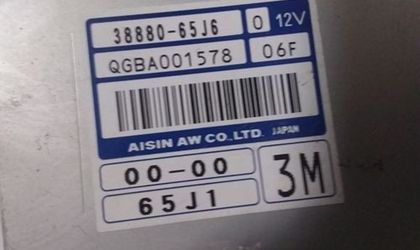 38880-65J6 0 12V
QGBA001578 06F
AISIN AW CO.,LTD. JAPAN
00-00
65J1 3M